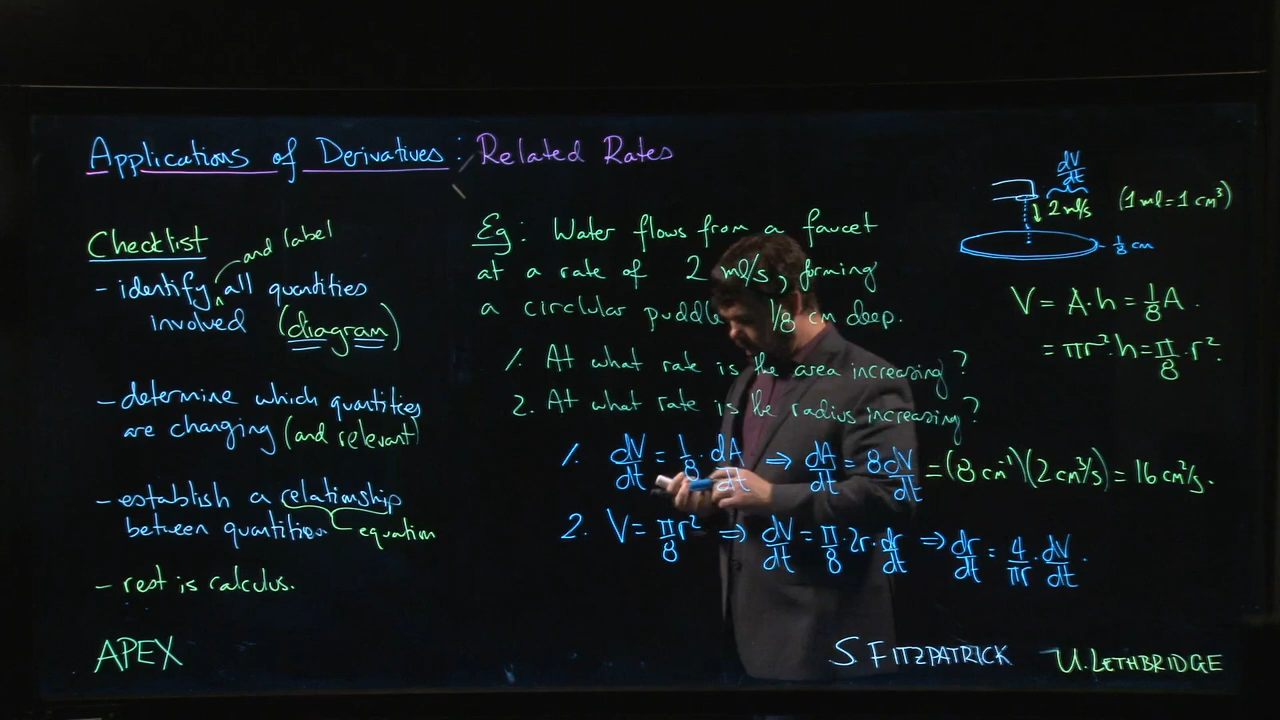 Applications of Derivatives: Related Rates
Checklist
and label
- identify all quantities
involved (diagram)
- determine which quantities
are changing (and relevant)
- establish a relationship
between quantities. equation
- rest is calculus.
APEX
Eg: Water flows from a faucet
at a rate of 2 ml/s, forming
a circlular puddle 1/8 cm deep.
1. At what rate is the area increasing?
2. At what rate is the radius increasing?
1. dV/dt = 1/8 · dA/dt ⇒ dA/dt = 8 dV/dt = (8 cm⁻¹)(2 cm³/s) = 16 cm²/s.
2. V = π/8 r² ⇒ dV/dt = π/8 · 2r · dr/dt ⇒ dr/dt = 4/πr · dV/dt.
dV/dt
2 ml/s (1 ml = 1 cm³)
1/8 cm
V = A·h = 1/8 A.
= πr²·h = π/8 · r².
S. FITZPATRICK U. LETHBRIDGE